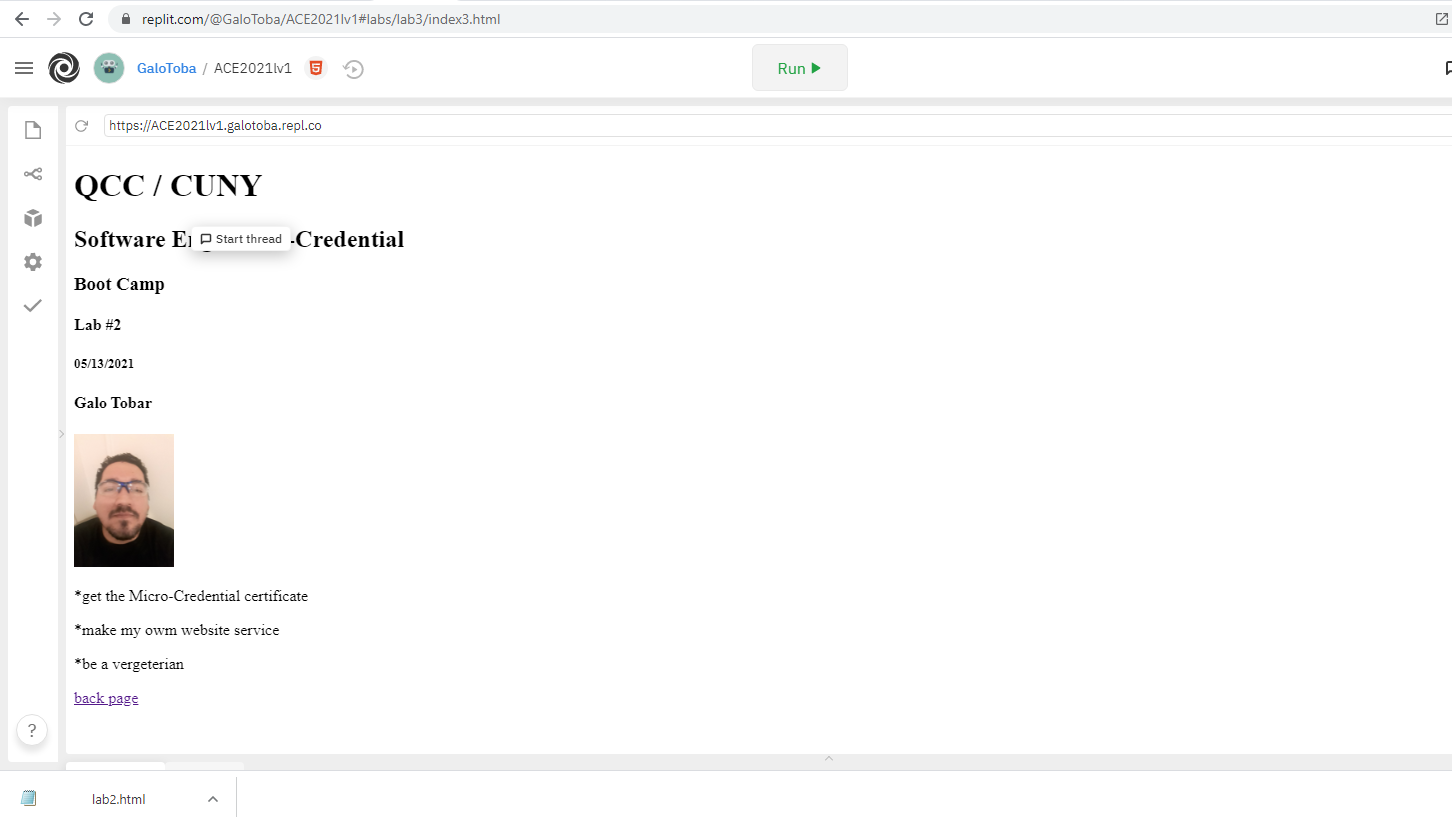 replit.com/@GaloToba/ACE2021lv1#labs/lab3/index3.html
GaloToba / ACE2021lv1
Run
https://ACE2021lv1.galotoba.repl.co
QCC / CUNY
Software -Credential
Start thread
Boot Camp
Lab #2
05/13/2021
Galo Tobar
*get the Micro-Credential certificate
*make my owm website service
*be a vergeterian
back page
?
lab2.html